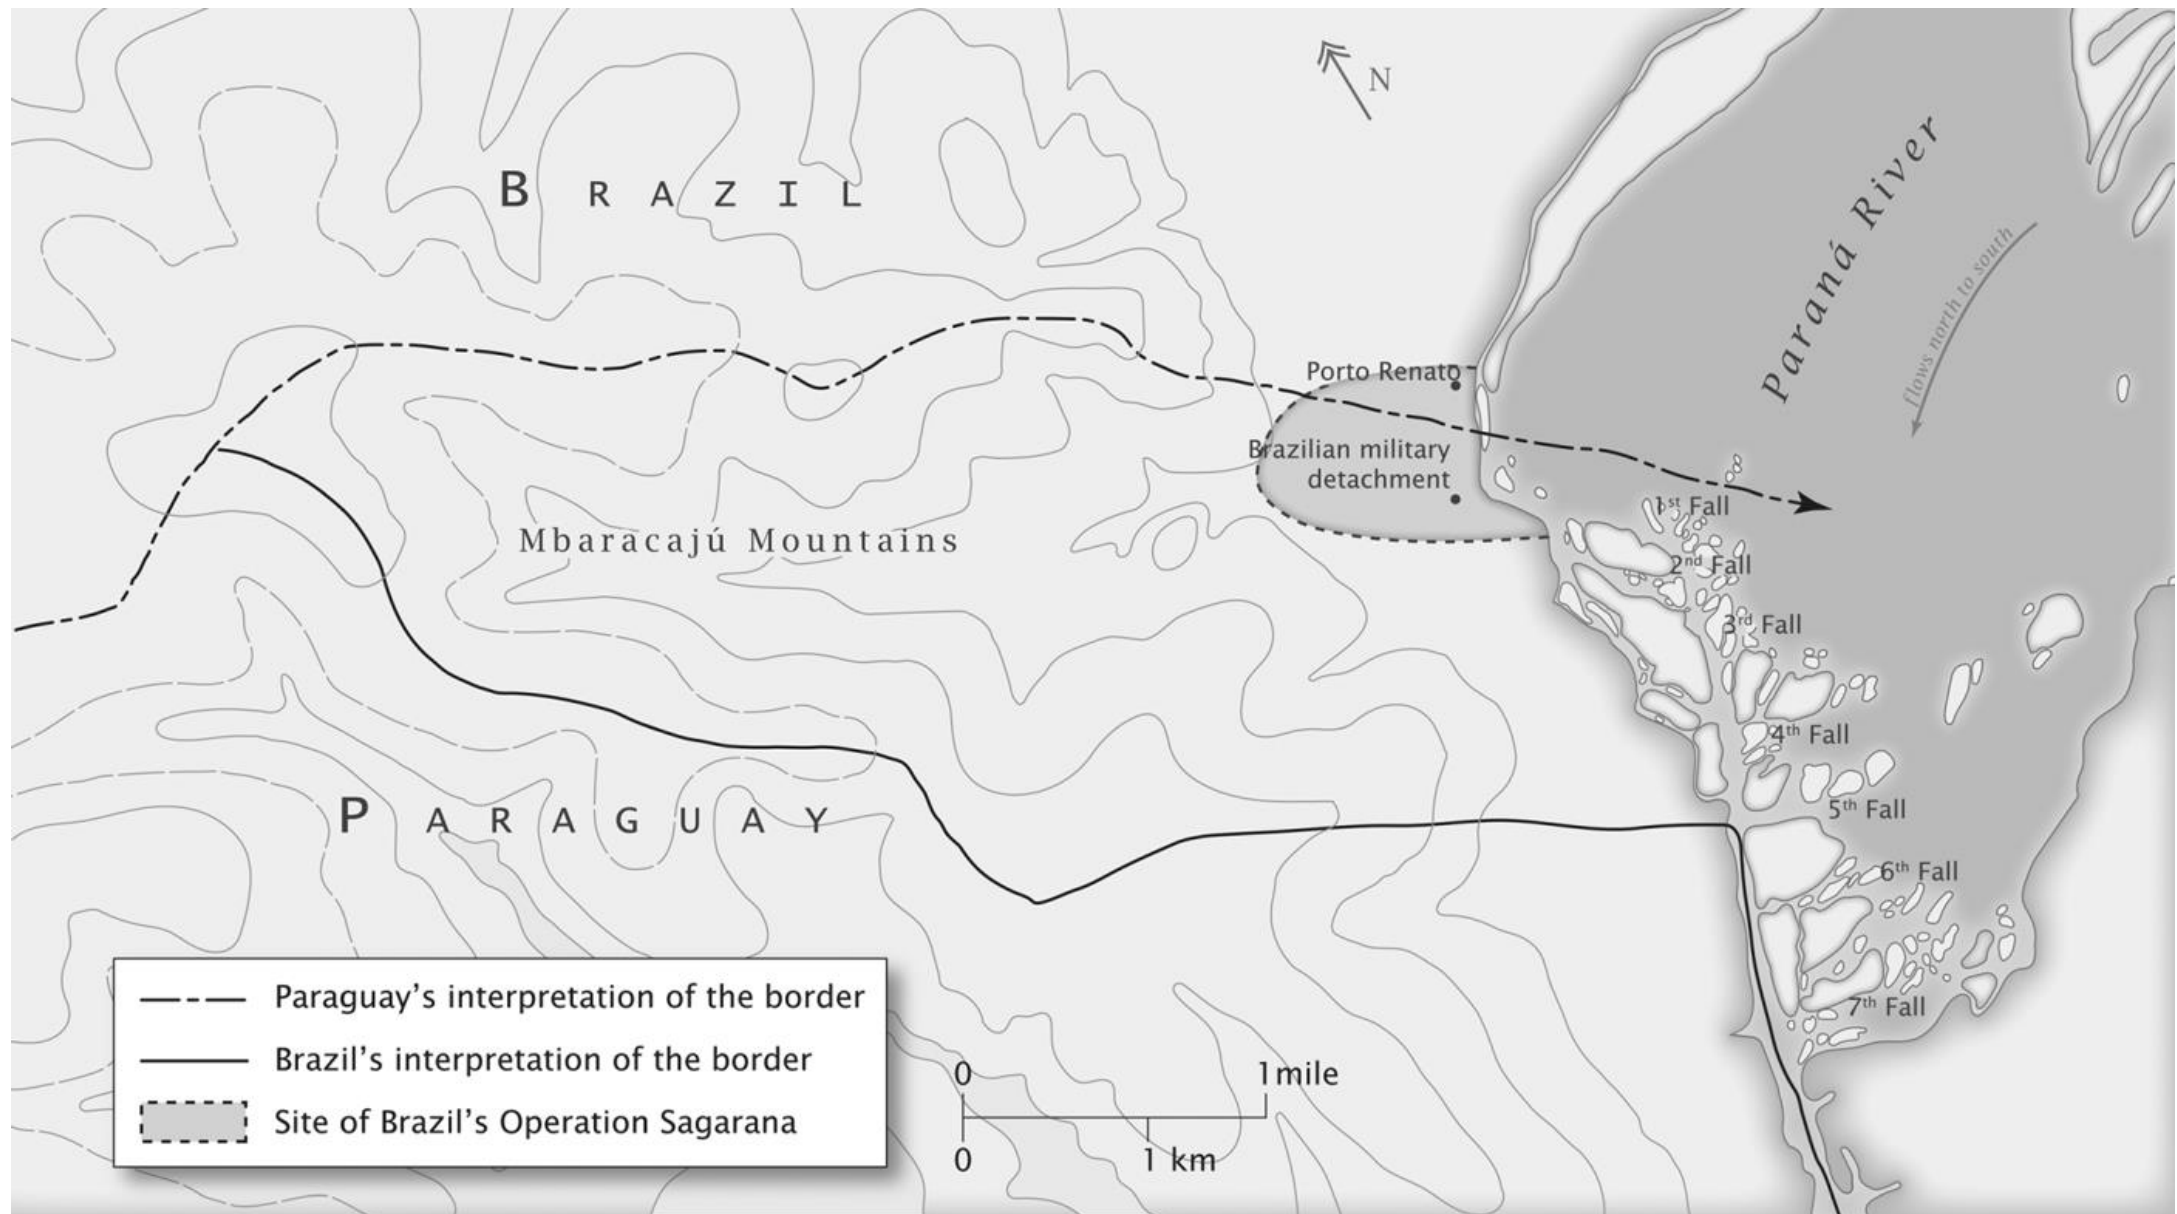 N
BRAZIL
Paraná River
flows north to south
Porto Renato
Brazilian military
detachment
1st Fall
2nd Fall
3rd Fall
Mbaracajú Mountains
4th Fall
5th Fall
PARAGUAY
6th Fall
7th Fall
Paraguay's interpretation of the border
Brazil's interpretation of the border
Site of Brazil's Operation Sagarana
0 1mile
0 1 km